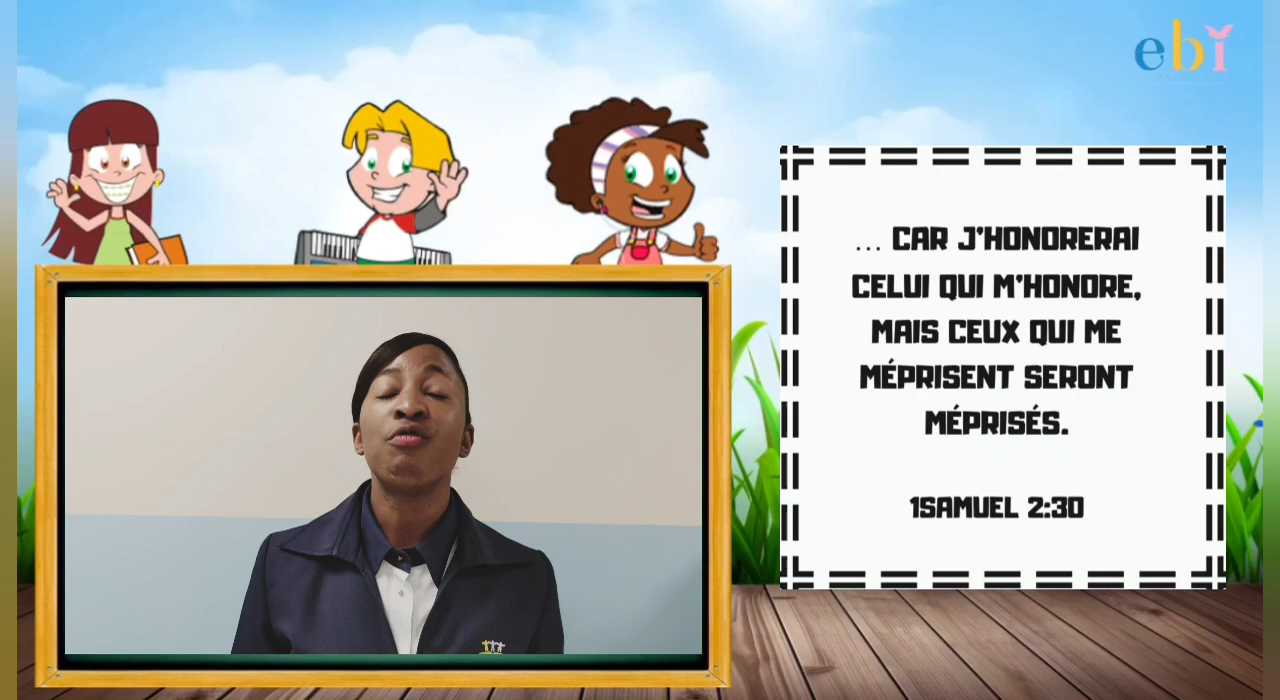 ebi
... CAR J'HONORERAI
CELUI QUI M'HONORE,
MAIS CEUX QUI ME
MÉPRISENT SERONT
MÉPRISÉS.
1SAMUEL 2:30